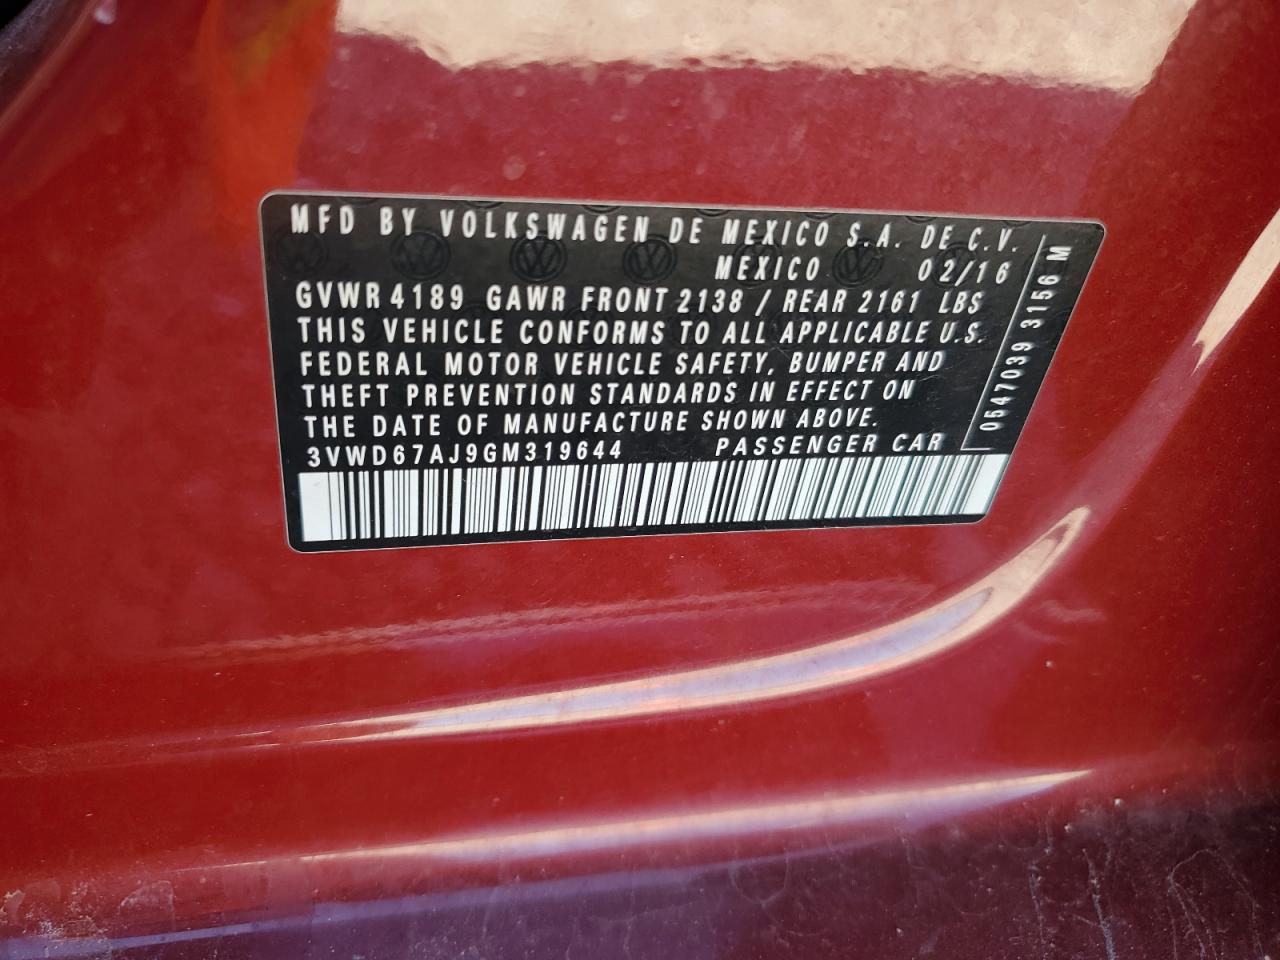 MFD BY VOLKSWAGEN DE MEXICO S.A. DE C.V.
MEXICO 02/16
GVWR 4189 GAWR FRONT 2138 / REAR 2161 LBS
THIS VEHICLE CONFORMS TO ALL APPLICABLE U.S.
FEDERAL MOTOR VEHICLE SAFETY, BUMPER AND
THEFT PREVENTION STANDARDS IN EFFECT ON
THE DATE OF MANUFACTURE SHOWN ABOVE.
3VWD67AJ9GM319644 PASSENGER CAR
0547039 3156 M